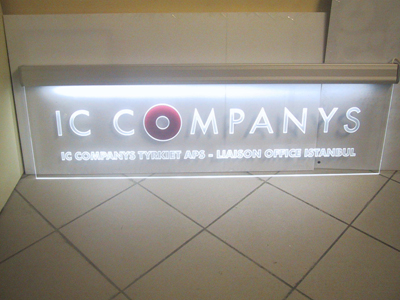 IC COMPANYS
IC COMPANYS TYRKIET APS - LIAISON OFFICE ISTANBUL